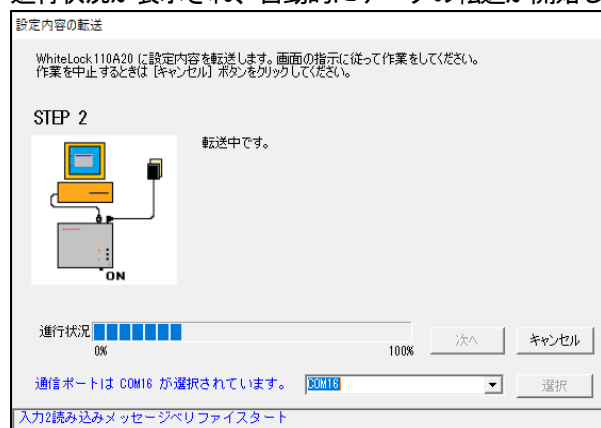 進行状況が表示され、自動的にデータの転送が開始し
設定内容の転送
WhiteLock110A20 に設定内容を転送します。画面の指示に従って作業をしてください。
作業を中止するときは [キャンセル] ボタンをクリックしてください。
STEP 2
転送中です。
ON
進行状況
0%
100%
次へ
キャンセル
通信ポートは COM16 が選択されています。
COM16
選択
入力2読み込みメッセージベリファイスタート